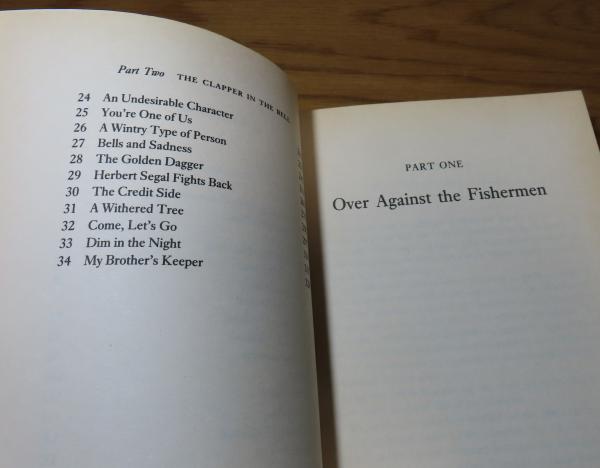 Part Two THE CLAPPER IN THE BELL
24 An Undesirable Character
25 You're One of Us
26 A Wintry Type of Person
27 Bells and Sadness
28 The Golden Dagger
29 Herbert Segal Fights Back
30 The Credit Side
31 A Withered Tree
32 Come, Let's Go
33 Dim in the Night
34 My Brother's Keeper
PART ONE
Over Against the Fishermen